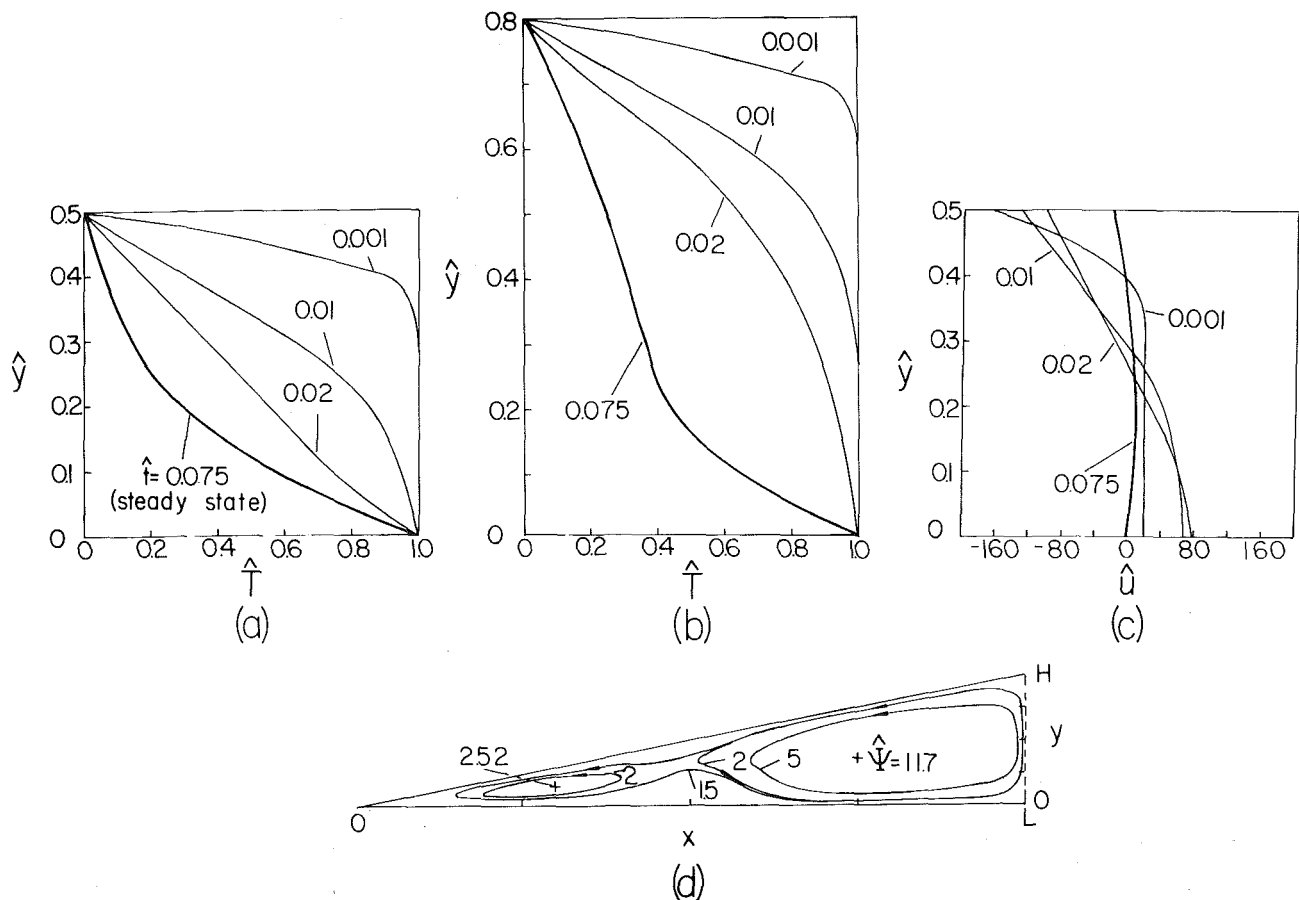 0.5
0.4
0.3
0.2
0.1
0
ŷ
0.001
0.01
0.02
t̂= 0.075
(steady state)
0 0.2 0.4 0.6 0.8 1.0
T̂
(a)
0.8
0.6
0.4
0.2
0
ŷ
0.001
0.01
0.02
0.075
0 0.2 0.4 0.6 0.8 1.0
T̂
(b)
0.5
0.4
0.3
0.2
0.1
0
ŷ
0.01
0.001
0.02
0.075
-160 -80 0 80 160
û
(c)
H
y
0
2.52
2
1.5
2
5
+ Ψ̂=11.7
0
x
L
(d)